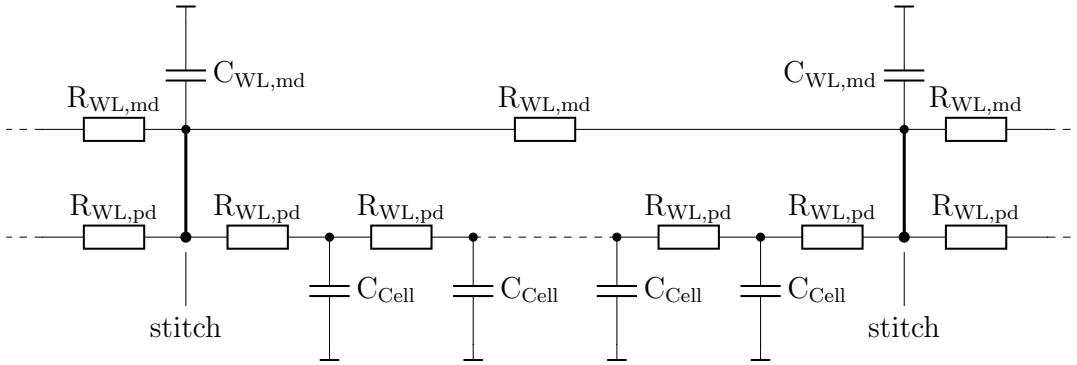 C_WL,md C_WL,md
R_WL,md R_WL,md R_WL,md
R_WL,pd R_WL,pd R_WL,pd R_WL,pd R_WL,pd R_WL,pd
C_Cell C_Cell C_Cell C_Cell
stitch stitch